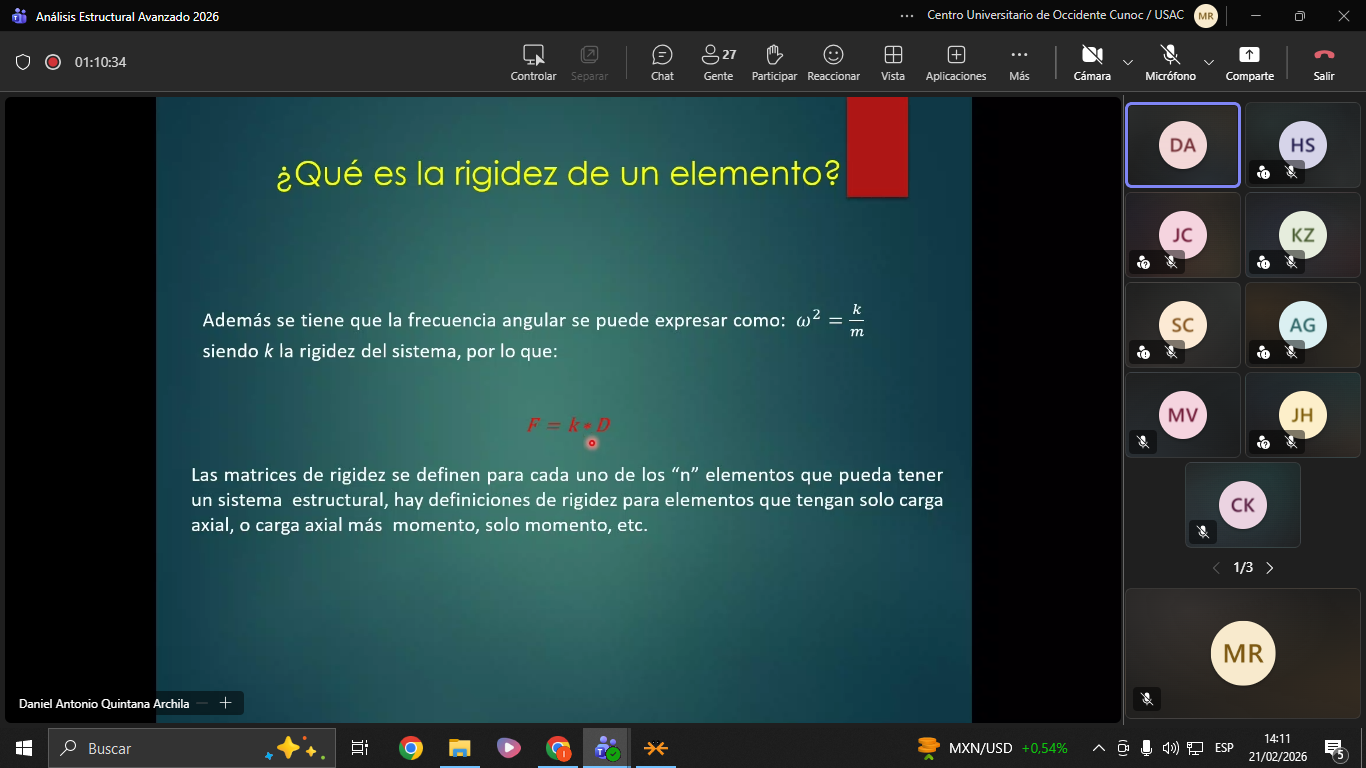 Análisis Estructural Avanzado 2026
Centro Universitario de Occidente Cunoc / USAC
MR
01:10:34
Controlar
Separar
Chat
27
Gente
Participar
Reaccionar
Vista
Aplicaciones
Más
Cámara
Micrófono
Comparte
Salir
¿Qué es la rigidez de un elemento?
Además se tiene que la frecuencia angular se puede expresar como: ω² = k/m
siendo k la rigidez del sistema, por lo que:
F = k * D
Las matrices de rigidez se definen para cada uno de los “n” elementos que pueda tener
un sistema estructural, hay definiciones de rigidez para elementos que tengan solo carga
axial, o carga axial más momento, solo momento, etc.
Daniel Antonio Quintana Archila
DA
HS
JC
KZ
SC
AG
MV
JH
CK
1/3
MR
Buscar
MXN/USD +0,54%
ESP
14:11
21/02/2026
5